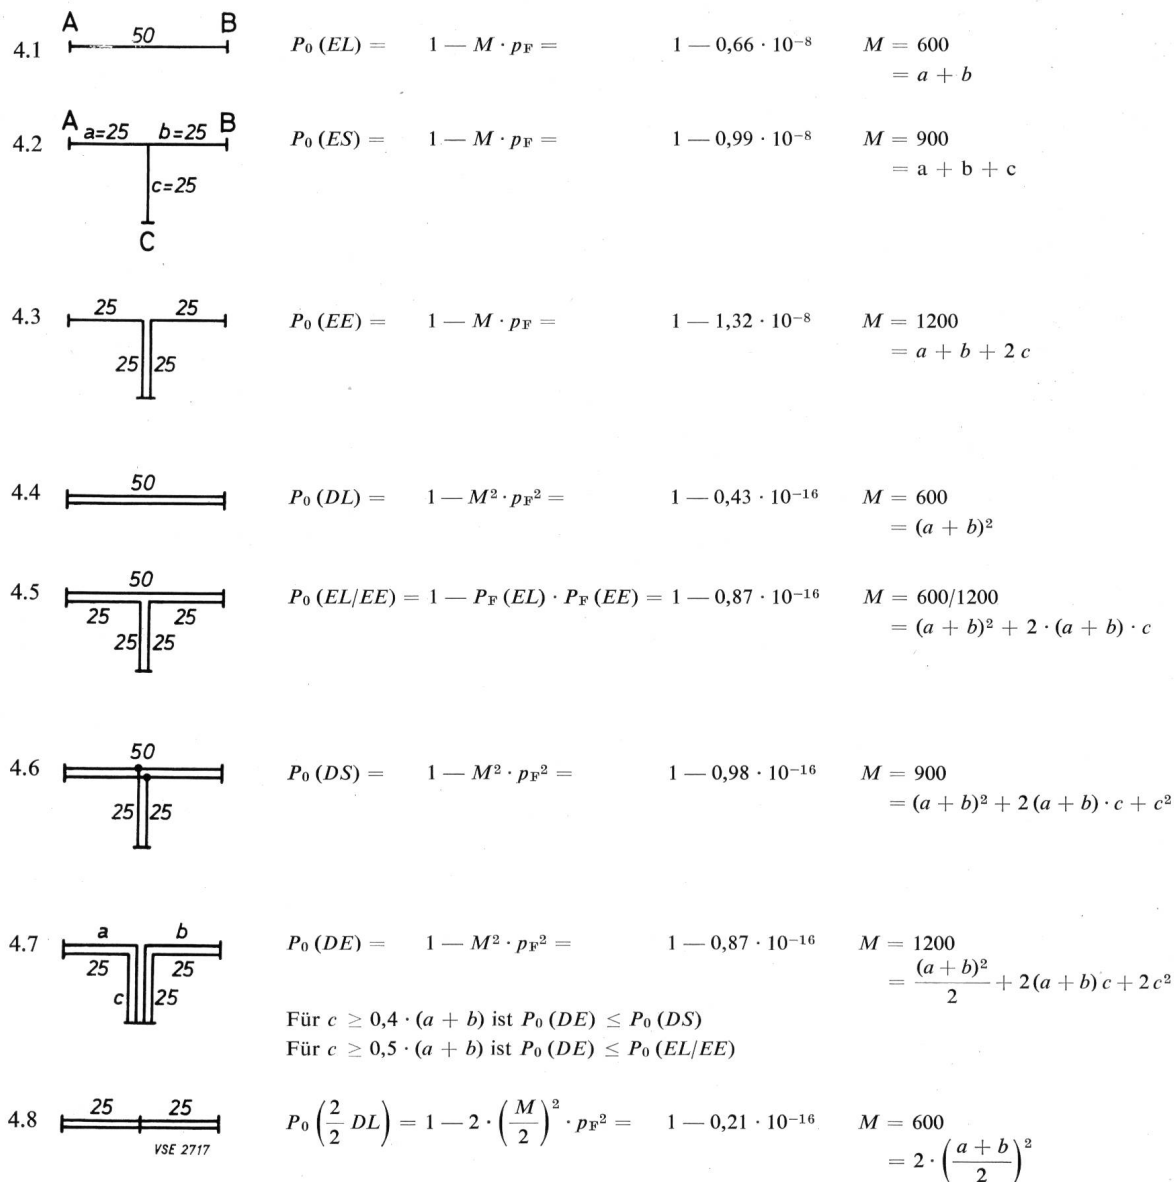 A B
4.1 50 P₀ (EL) = 1 — M · p_F = 1 — 0,66 · 10⁻⁸ M = 600
= a + b
A a=25 b=25 B
4.2 P₀ (ES) = 1 — M · p_F = 1 — 0,99 · 10⁻⁸ M = 900
= a + b + c
c=25
C
25 25
4.3 P₀ (EE) = 1 — M · p_F = 1 — 1,32 · 10⁻⁸ M = 1200
= a + b + 2 c
25 25
4.4 50 P₀ (DL) = 1 — M² · p_F² = 1 — 0,43 · 10⁻¹⁶ M = 600
= (a + b)²
50
4.5 P₀ (EL/EE) = 1 — P_F (EL) · P_F (EE) = 1 — 0,87 · 10⁻¹⁶ M = 600/1200
25 25 = (a + b)² + 2 · (a + b) · c
25 25
50
4.6 P₀ (DS) = 1 — M² · p_F² = 1 — 0,98 · 10⁻¹⁶ M = 900
25 25 = (a + b)² + 2 (a + b) · c + c²
a b
4.7 P₀ (DE) = 1 — M² · p_F² = 1 — 0,87 · 10⁻¹⁶ M = 1200
25 25 = (a + b)²/2 + 2 (a + b) c + 2 c²
c 25
Für c ≥ 0,4 · (a + b) ist P₀ (DE) ≤ P₀ (DS)
Für c ≥ 0,5 · (a + b) ist P₀ (DE) ≤ P₀ (EL/EE)
25 25
4.8 P₀ (2/2 DL) = 1 — 2 · (M/2)² · p_F² = 1 — 0,21 · 10⁻¹⁶ M = 600
VSE 2717
= 2 · ((a + b)/2)²